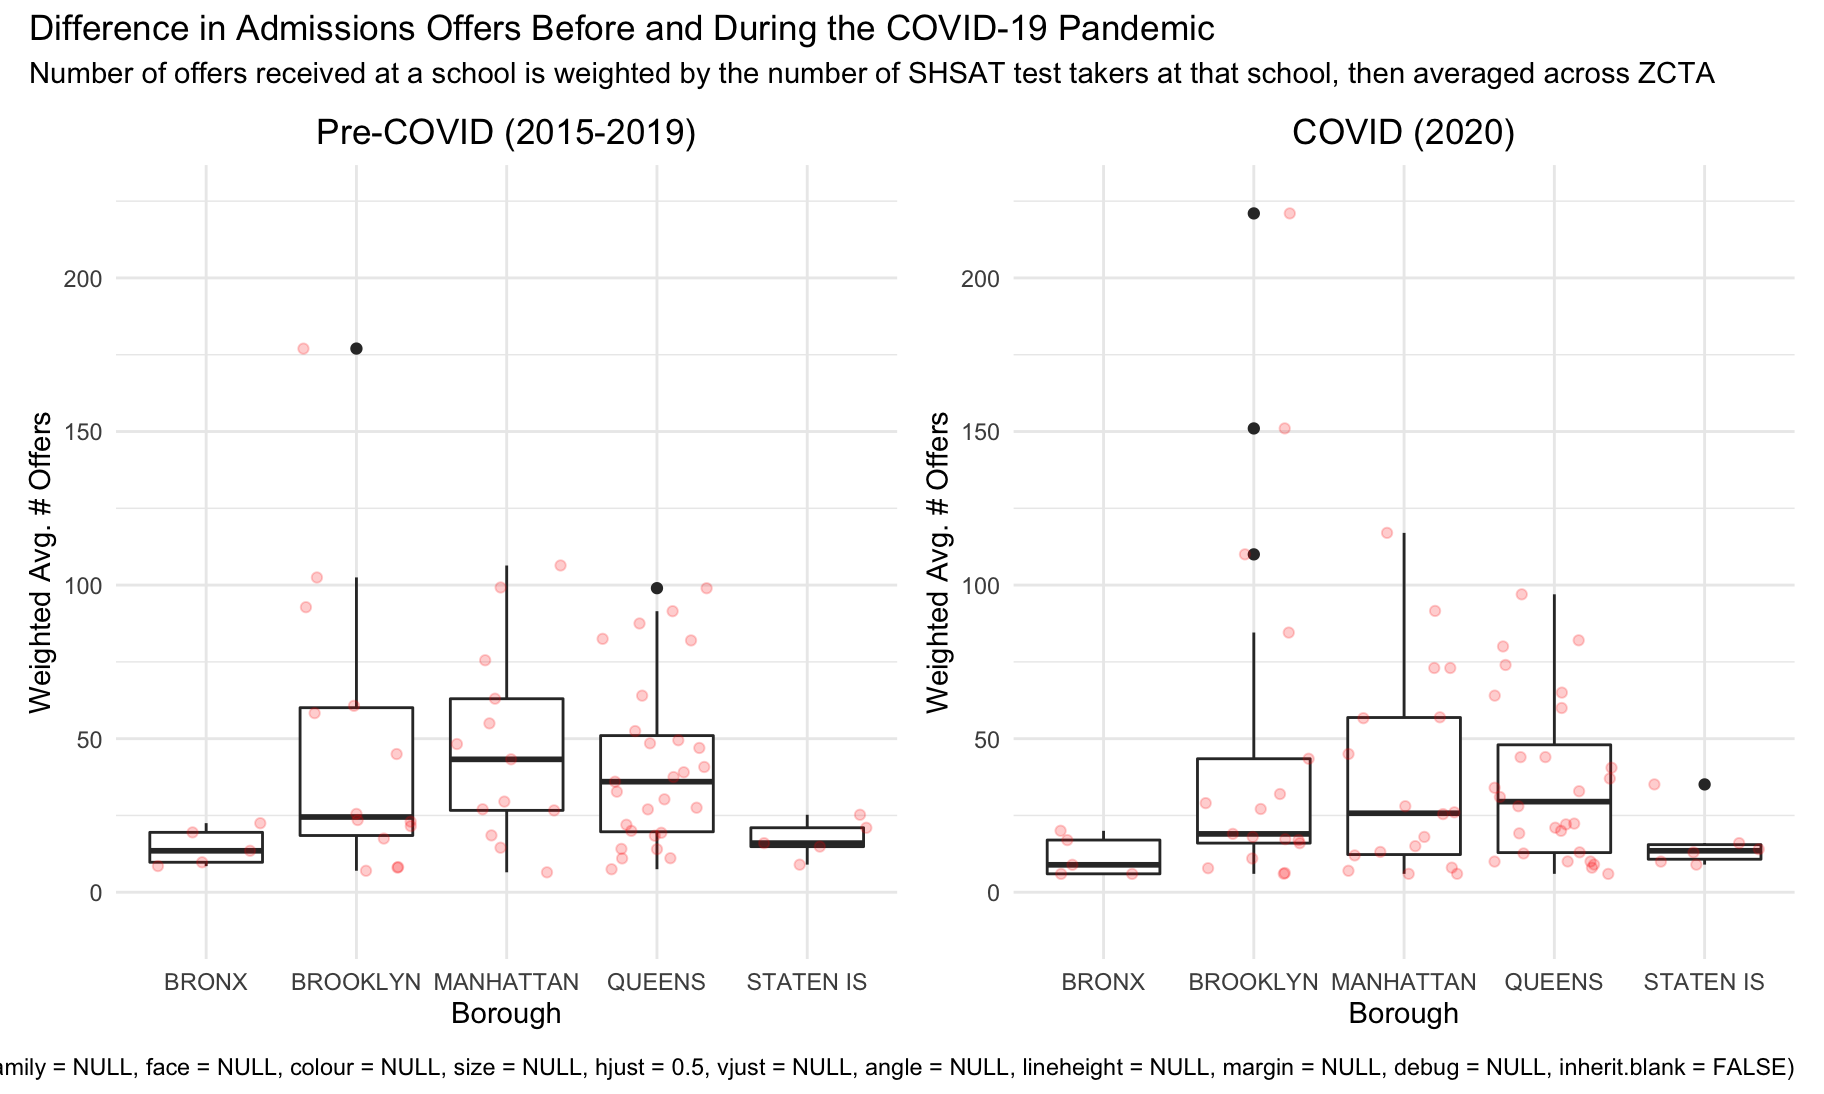 Difference in Admissions Offers Before and During the COVID-19 Pandemic
Number of offers received at a school is weighted by the number of SHSAT test takers at that school, then averaged across ZCTA
Pre-COVID (2015-2019)
Weighted Avg. # Offers
200
150
100
50
0
BRONX BROOKLYN MANHATTAN QUEENS STATEN IS
Borough
COVID (2020)
Weighted Avg. # Offers
200
150
100
50
0
BRONX BROOKLYN MANHATTAN QUEENS STATEN IS
Borough
= NULL, face = NULL, colour = NULL, size = NULL, hjust = 0.5, vjust = NULL, angle = NULL, lineheight = NULL, margin = NULL, debug = NULL, inherit.blank = FALSE)